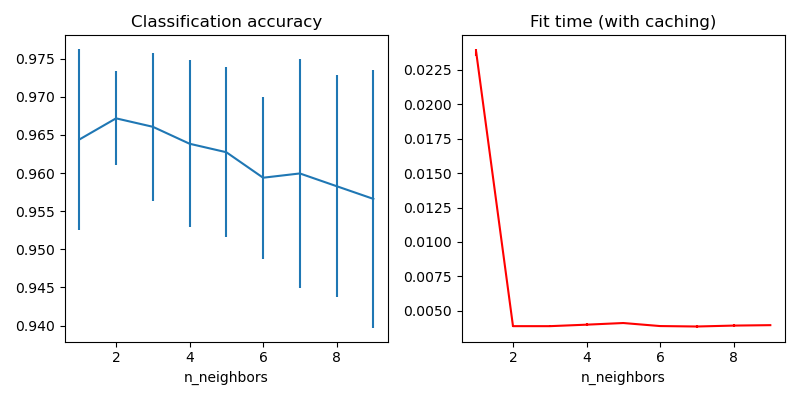 Classification accuracy
0.975
0.970
0.965
0.960
0.955
0.950
0.945
0.940
2 4 6 8
n_neighbors
Fit time (with caching)
0.0225
0.0200
0.0175
0.0150
0.0125
0.0100
0.0075
0.0050
2 4 6 8
n_neighbors